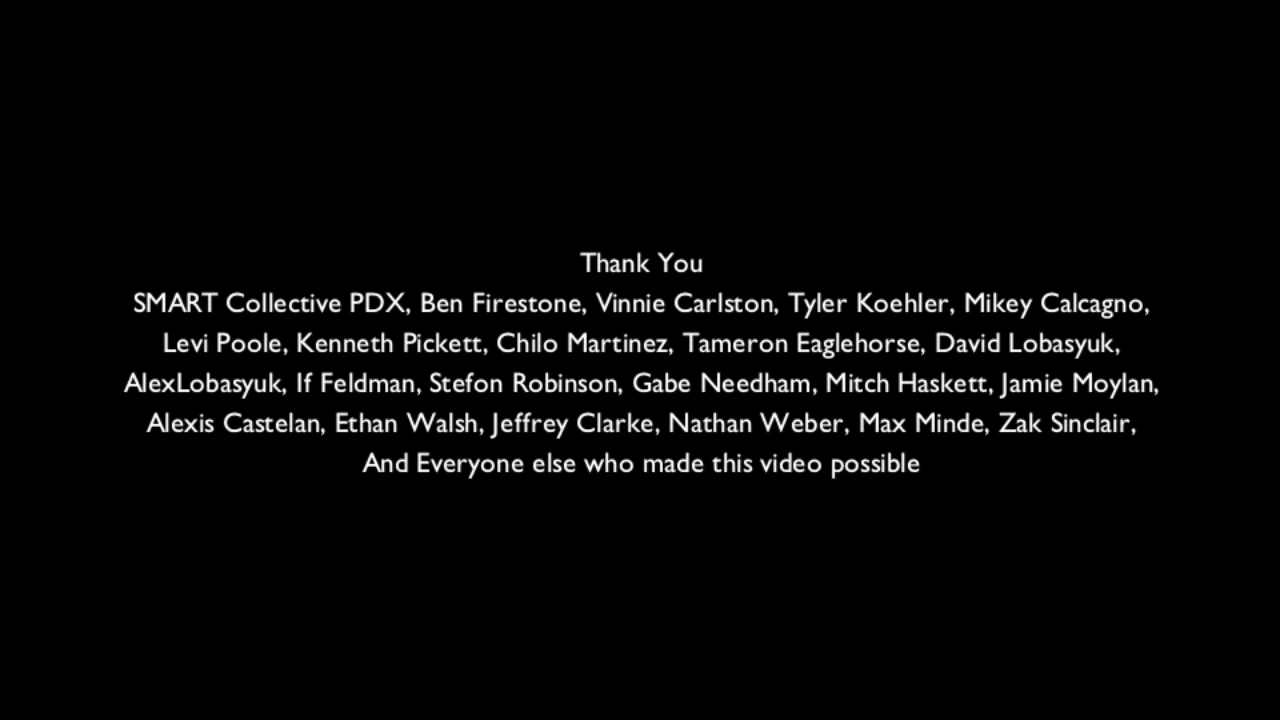 Thank You
SMART Collective PDX, Ben Firestone, Vinnie Carlston, Tyler Koehler, Mikey Calcagno,
Levi Poole, Kenneth Pickett, Chilo Martinez, Tameron Eaglehorse, David Lobasyuk,
AlexLobasyuk, If Feldman, Stefon Robinson, Gabe Needham, Mitch Haskett, Jamie Moylan,
Alexis Castelan, Ethan Walsh, Jeffrey Clarke, Nathan Weber, Max Minde, Zak Sinclair,
And Everyone else who made this video possible